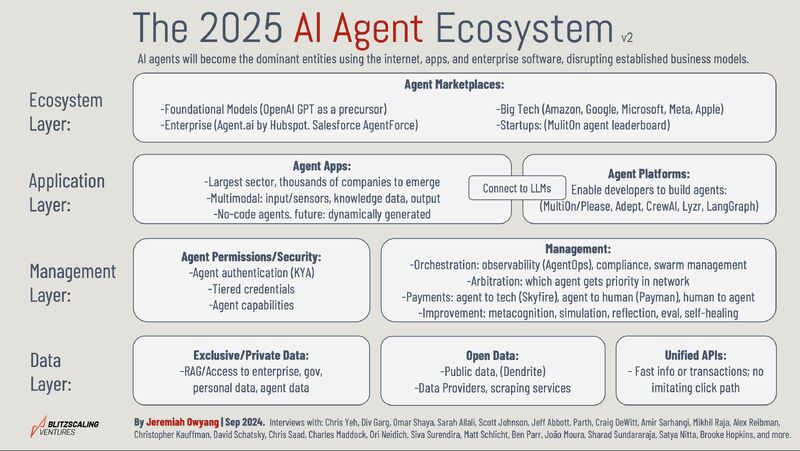 The 2025 AI Agent Ecosystem v2
AI agents will become the dominant entities using the internet, apps, and enterprise software, disrupting established business models.
Ecosystem
Layer:
Agent Marketplaces:
-Foundational Models (OpenAI GPT as a precursor)
-Enterprise (Agent.ai by Hubspot. Salesforce AgentForce)
-Big Tech (Amazon, Google, Microsoft, Meta, Apple)
-Startups: (MulitOn agent leaderboard)
Application
Layer:
Agent Apps:
-Largest sector, thousands of companies to emerge
-Multimodal: input/sensors, knowledge data, output
-No-code agents. future: dynamically generated
Connect to LLMs
Agent Platforms:
Enable developers to build agents:
(MultiOn/Please, Adept, CrewAI, Lyzr, LangGraph)
Management
Layer:
Agent Permissions/Security:
-Agent authentication (KYA)
-Tiered credentials
-Agent capabilities
Management:
-Orchestration: observability (AgentOps), compliance, swarm management
-Arbitration: which agent gets priority in network
-Payments: agent to tech (Skyfire), agent to human (Payman), human to agent
-Improvement: metacognition, simulation, reflection, eval, self-healing
Data
Layer:
Exclusive/Private Data:
-RAG/Access to enterprise, gov,
personal data, agent data
Open Data:
-Public data, (Dendrite)
-Data Providers, scraping services
Unified APIs:
- Fast info or transactions; no
imitating click path
BLITZSCALING
VENTURES
By Jeremiah Owyang | Sep 2024. Interviews with: Chris Yeh, Div Garg, Omar Shaya, Sarah Allali, Scott Johnson, Jeff Abbott, Parth, Craig DeWitt, Amir Sarhangi, Mikhil Raja, Alex Reibman,
Christopher Kauffman, David Schatsky, Chris Saad, Charles Maddock, Ori Neidich, Siva Surendira, Matt Schlicht, Ben Parr, João Moura, Sharad Sundararaja, Satya Nitta, Brooke Hopkins, and more.